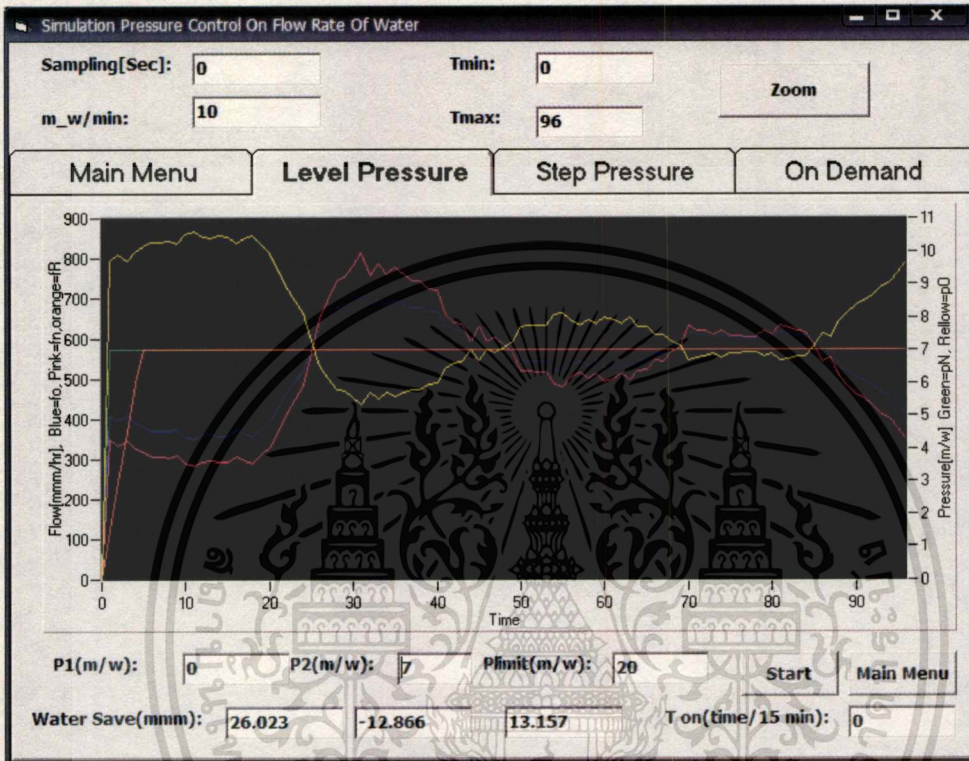 Simulation Pressure Control On Flow Rate Of Water
Sampling[Sec]: 0 Tmin: 0 Zoom
m_w/min: 10 Tmax: 96
Main Menu Level Pressure Step Pressure On Demand
Flow[mmm/hr], Blue=fo, Pink=fn,orange=fR
900
800
700
600
500
400
300
200
100
0
11
10
9
8
7
6
5
4
3
2
1
0
Pressure[m/w] Green=pN, Rellow=pO
0 10 20 30 40 50 60 70 80 90
Time
P1(m/w): 0 P2(m/w): 7 Plimit(m/w): 20 Start Main Menu
Water Save(mmm): 26.023 -12.866 13.157 T on(time/15 min): 0